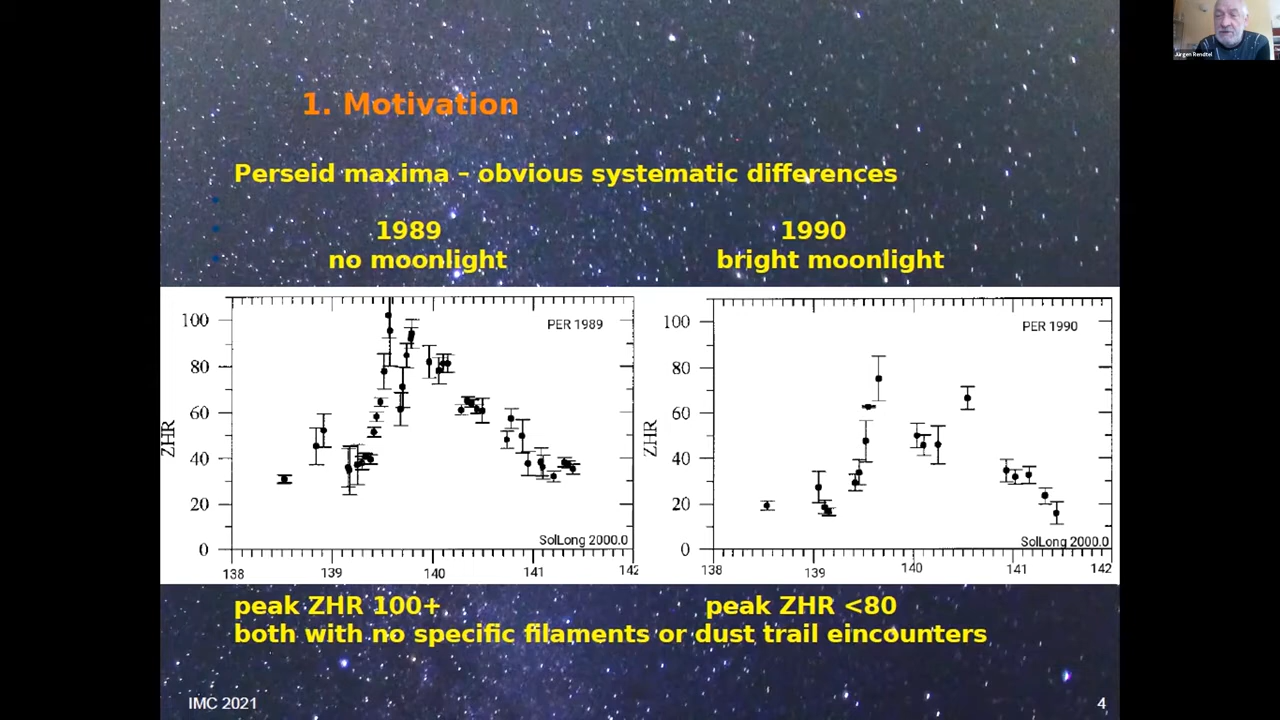 Jürgen Rendtel
1. Motivation
Perseid maxima – obvious systematic differences
1989
1990
no moonlight
bright moonlight
PER 1989
100
80
60
40
20
0
ZHR
SolLong 2000.0
138
139
140
141
142
PER 1990
100
80
60
40
20
0
ZHR
SolLong 2000.0
138
139
140
141
142
peak ZHR 100+
peak ZHR <80
both with no specific filaments or dust trail eincounters
IMC 2021
4